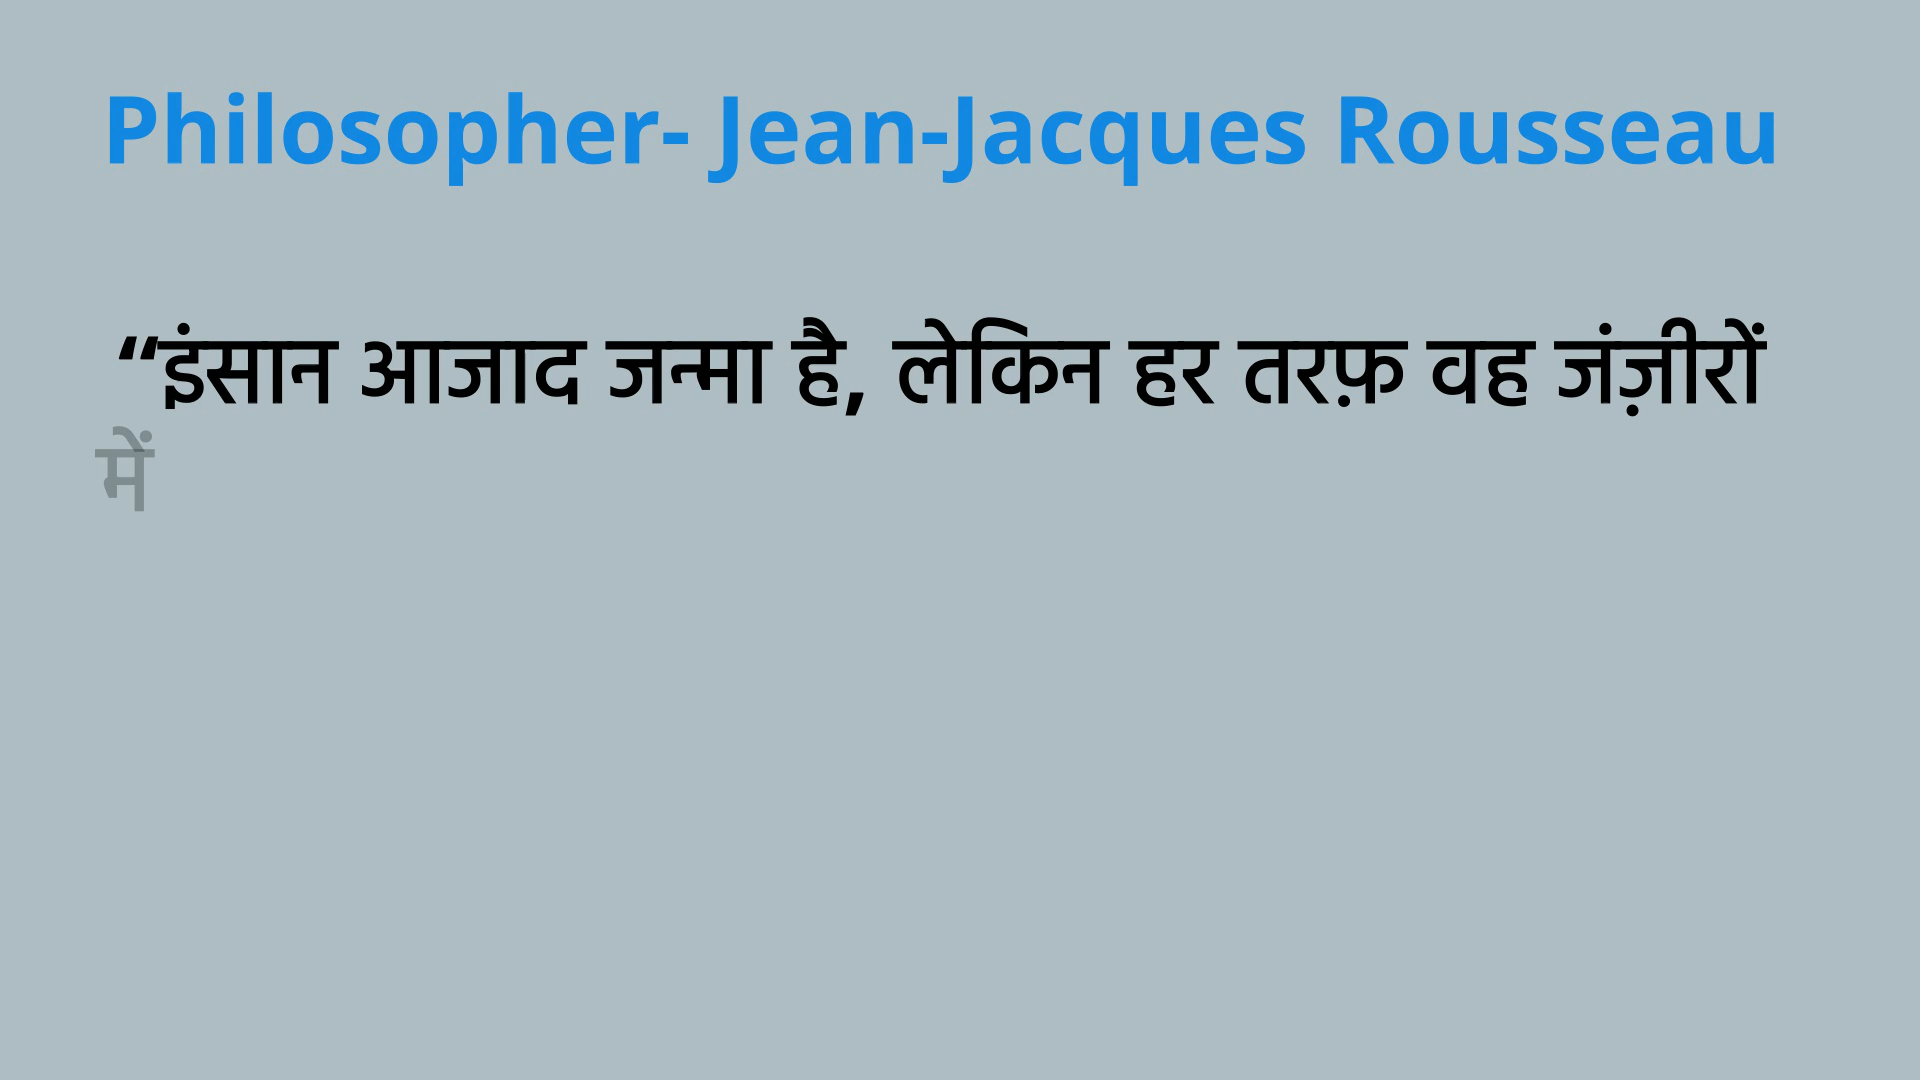 Philosopher- Jean-Jacques Rousseau
“इंसान आजाद जन्मा है, लेकिन हर तरफ़ वह जंज़ीरों
में